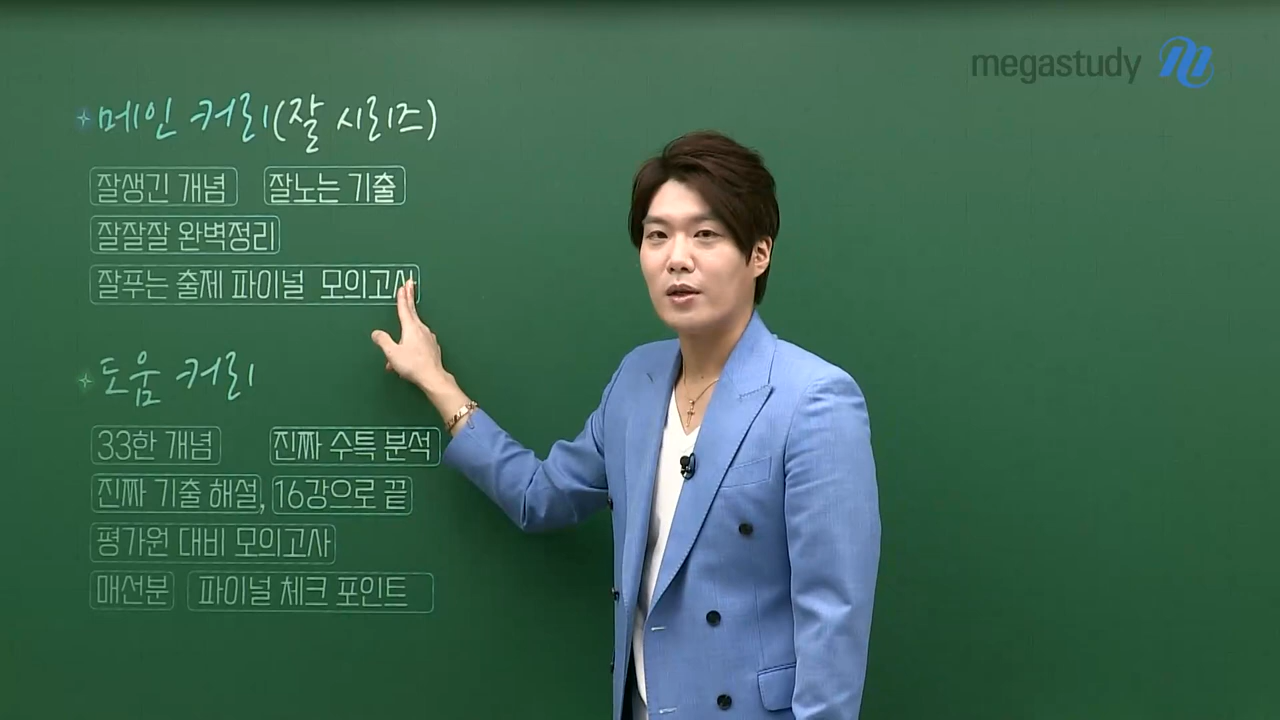 megastudy
메인 커리(잘 시리즈)
잘생긴 개념 잘노는 기출
잘잘잘 완벽정리
잘푸는 출제 파이널 모의고사
도움 커리
33한 개념 진짜 수특 분석
진짜 기출 해설, 16강으로 끝
평가원 대비 모의고사
매선분 파이널 체크 포인트